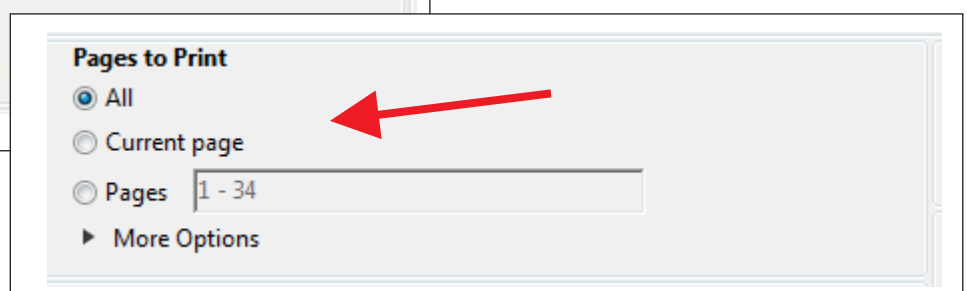 Pages to Print
All
Current page
Pages 1 - 34
More Options